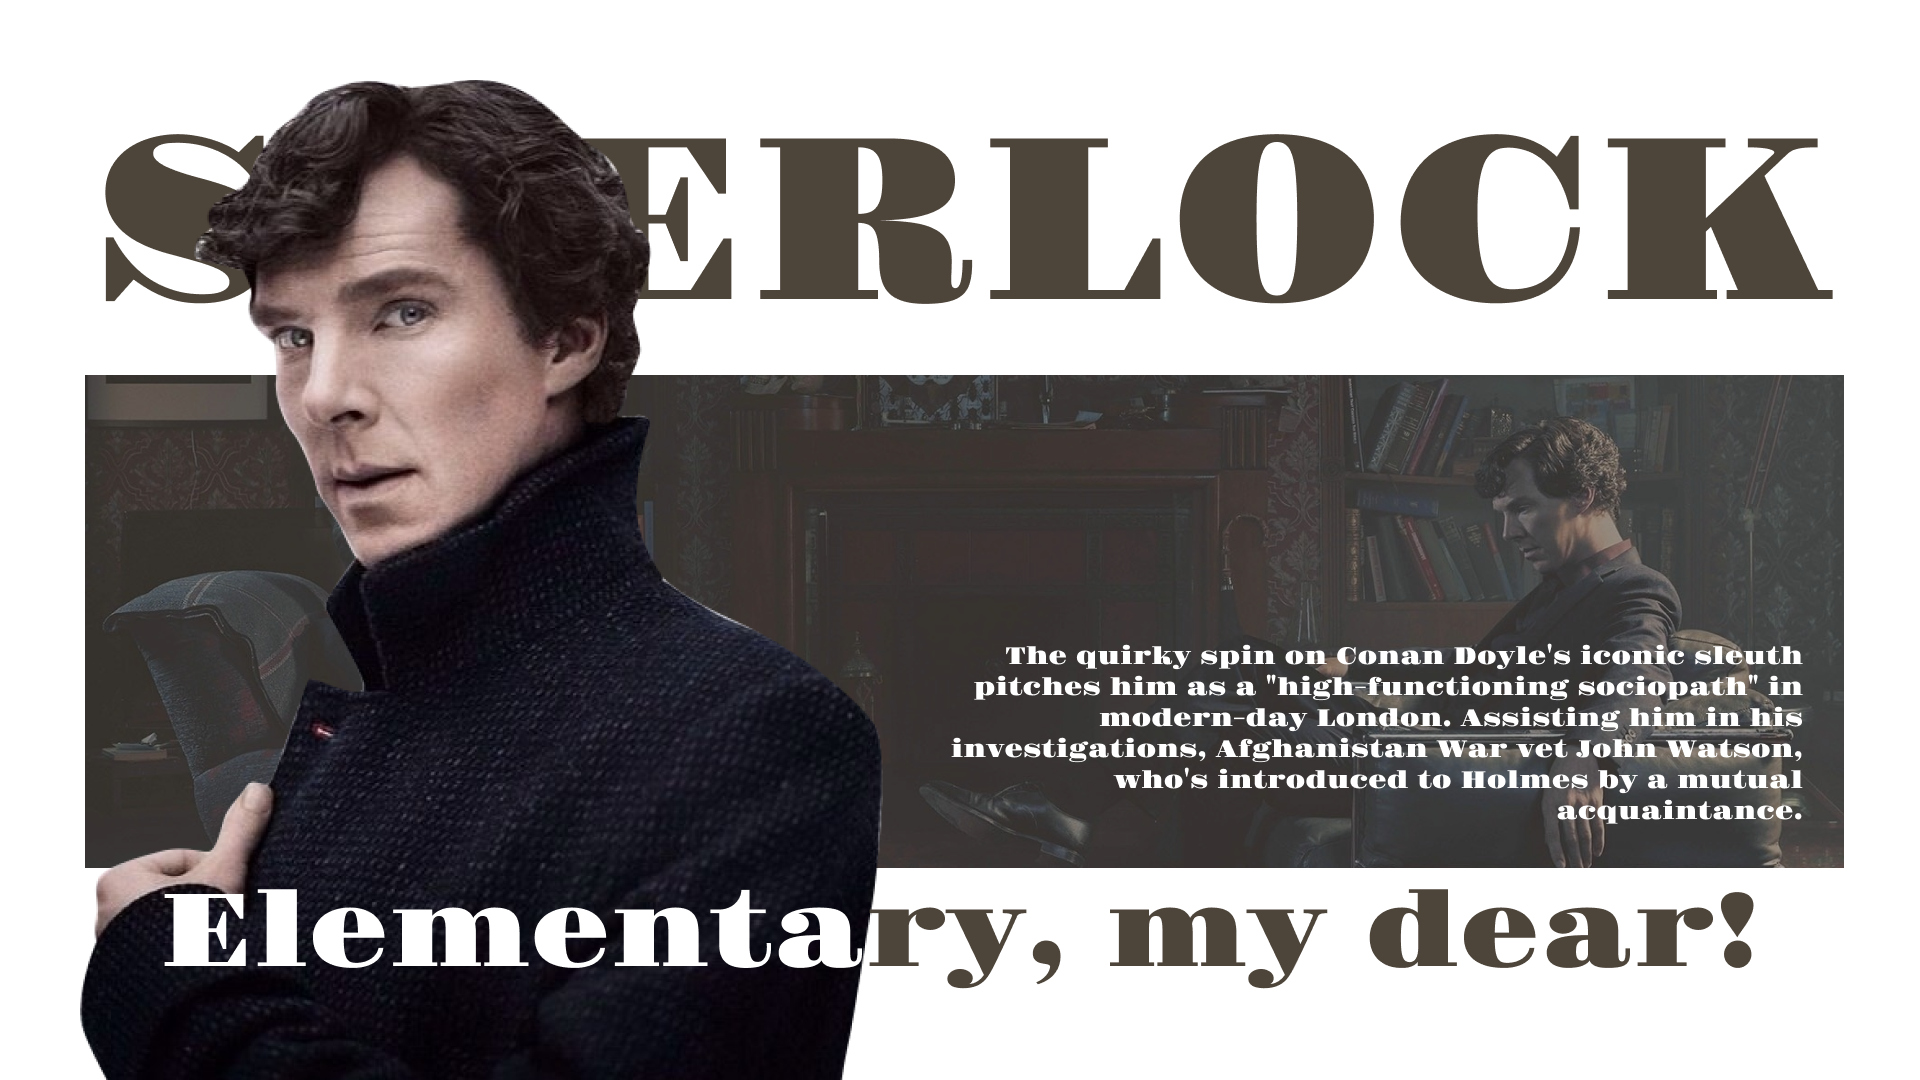 SHERLOCK
The quirky spin on Conan Doyle's iconic sleuth
pitches him as a "high-functioning sociopath" in
modern-day London. Assisting him in his
investigations, Afghanistan War vet John Watson,
who's introduced to Holmes by a mutual
acquaintance.
Elementary, my dear!